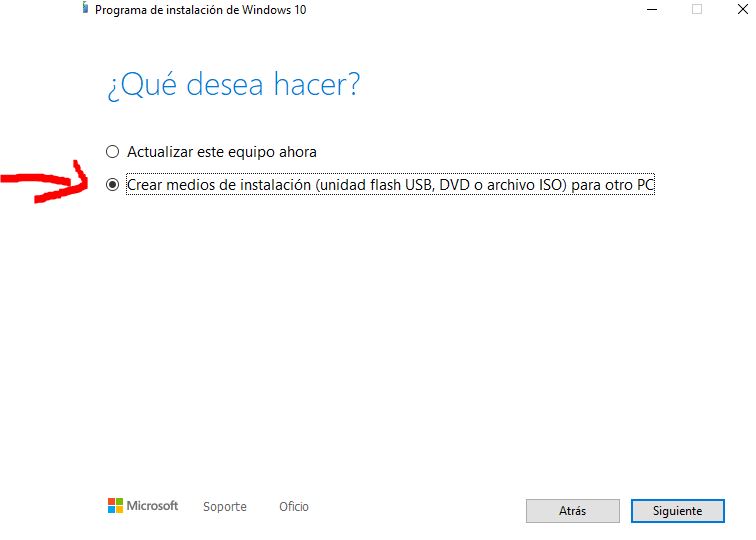 Programa de instalación de Windows 10
¿Qué desea hacer?
Actualizar este equipo ahora
Crear medios de instalación (unidad flash USB, DVD o archivo ISO) para otro PC
Microsoft Soporte Oficio Atrás Siguiente